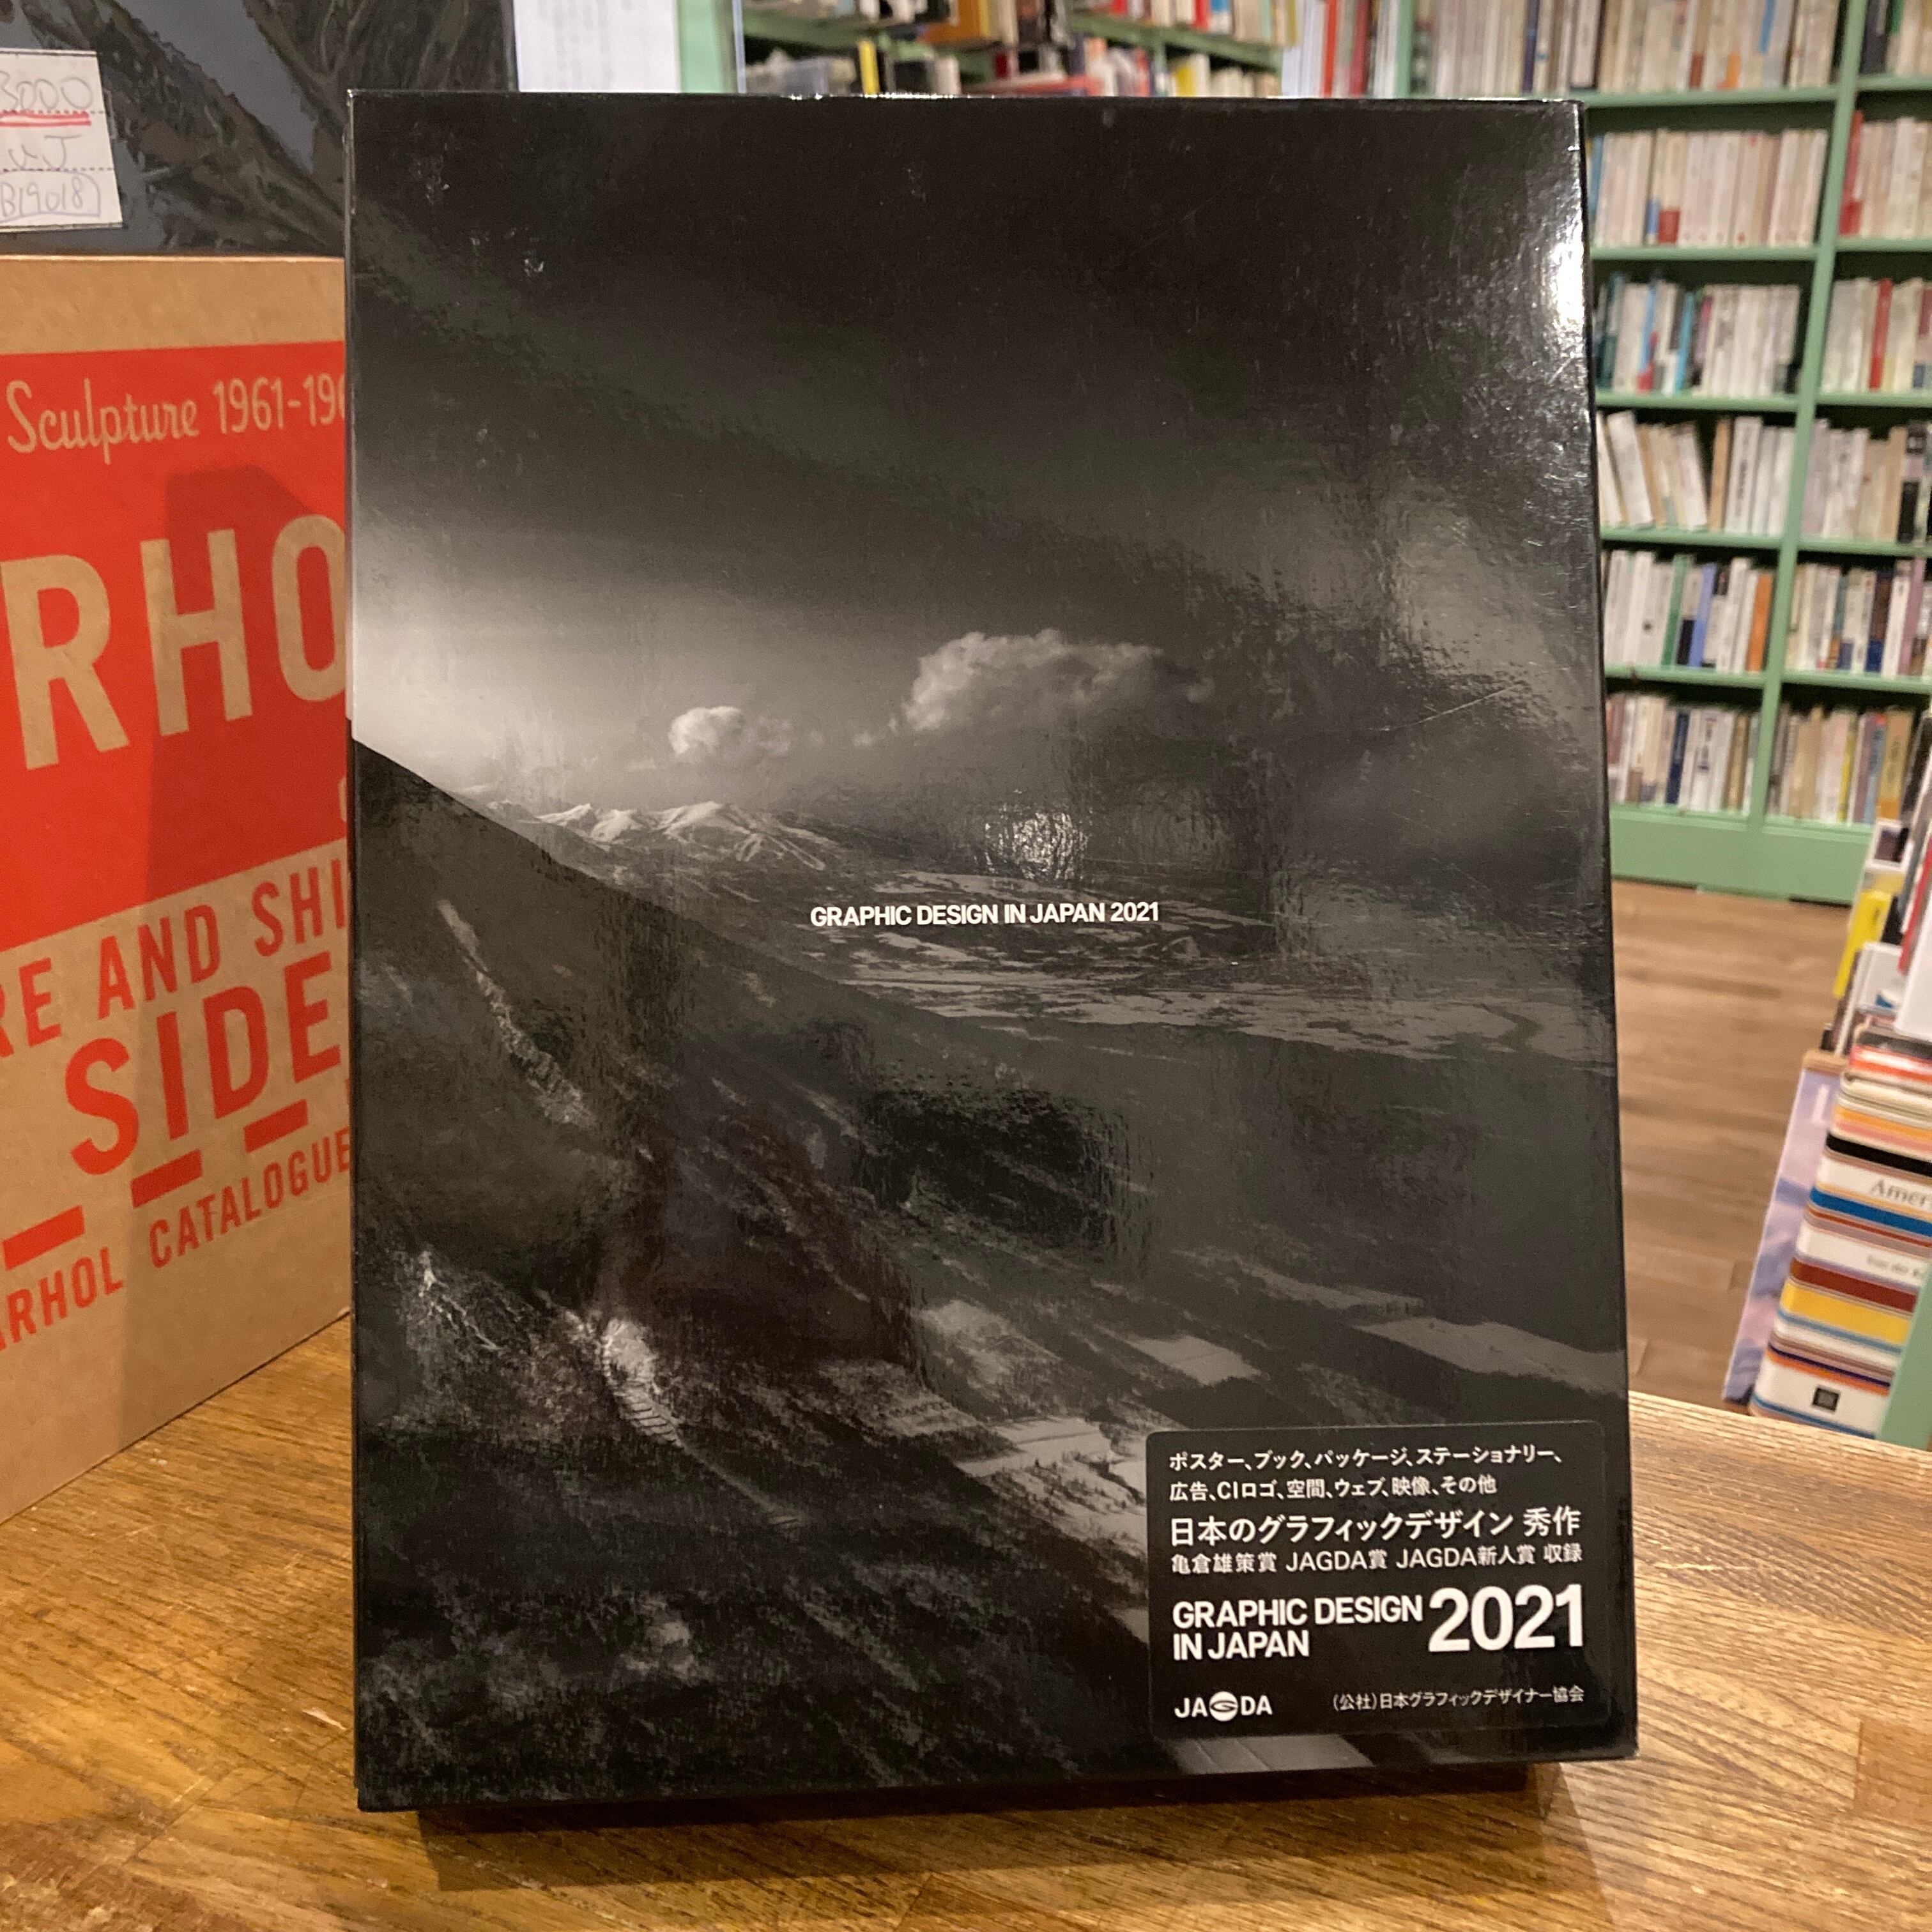 3000
B19018
Sculpture 1961-19
RHO
RE AND SHI
SIDE
ARHOL CATALOGUE
GRAPHIC DESIGN IN JAPAN 2021
ポスター、ブック、パッケージ、ステーショナリー、
広告、CIロゴ、空間、ウェブ、映像、その他
日本のグラフィックデザイン 秀作
亀倉雄策賞 JAGDA賞 JAGDA新人賞 収録
GRAPHIC DESIGN
IN JAPAN 2021
JAGDA (公社)日本グラフィックデザイナー協会
Amer